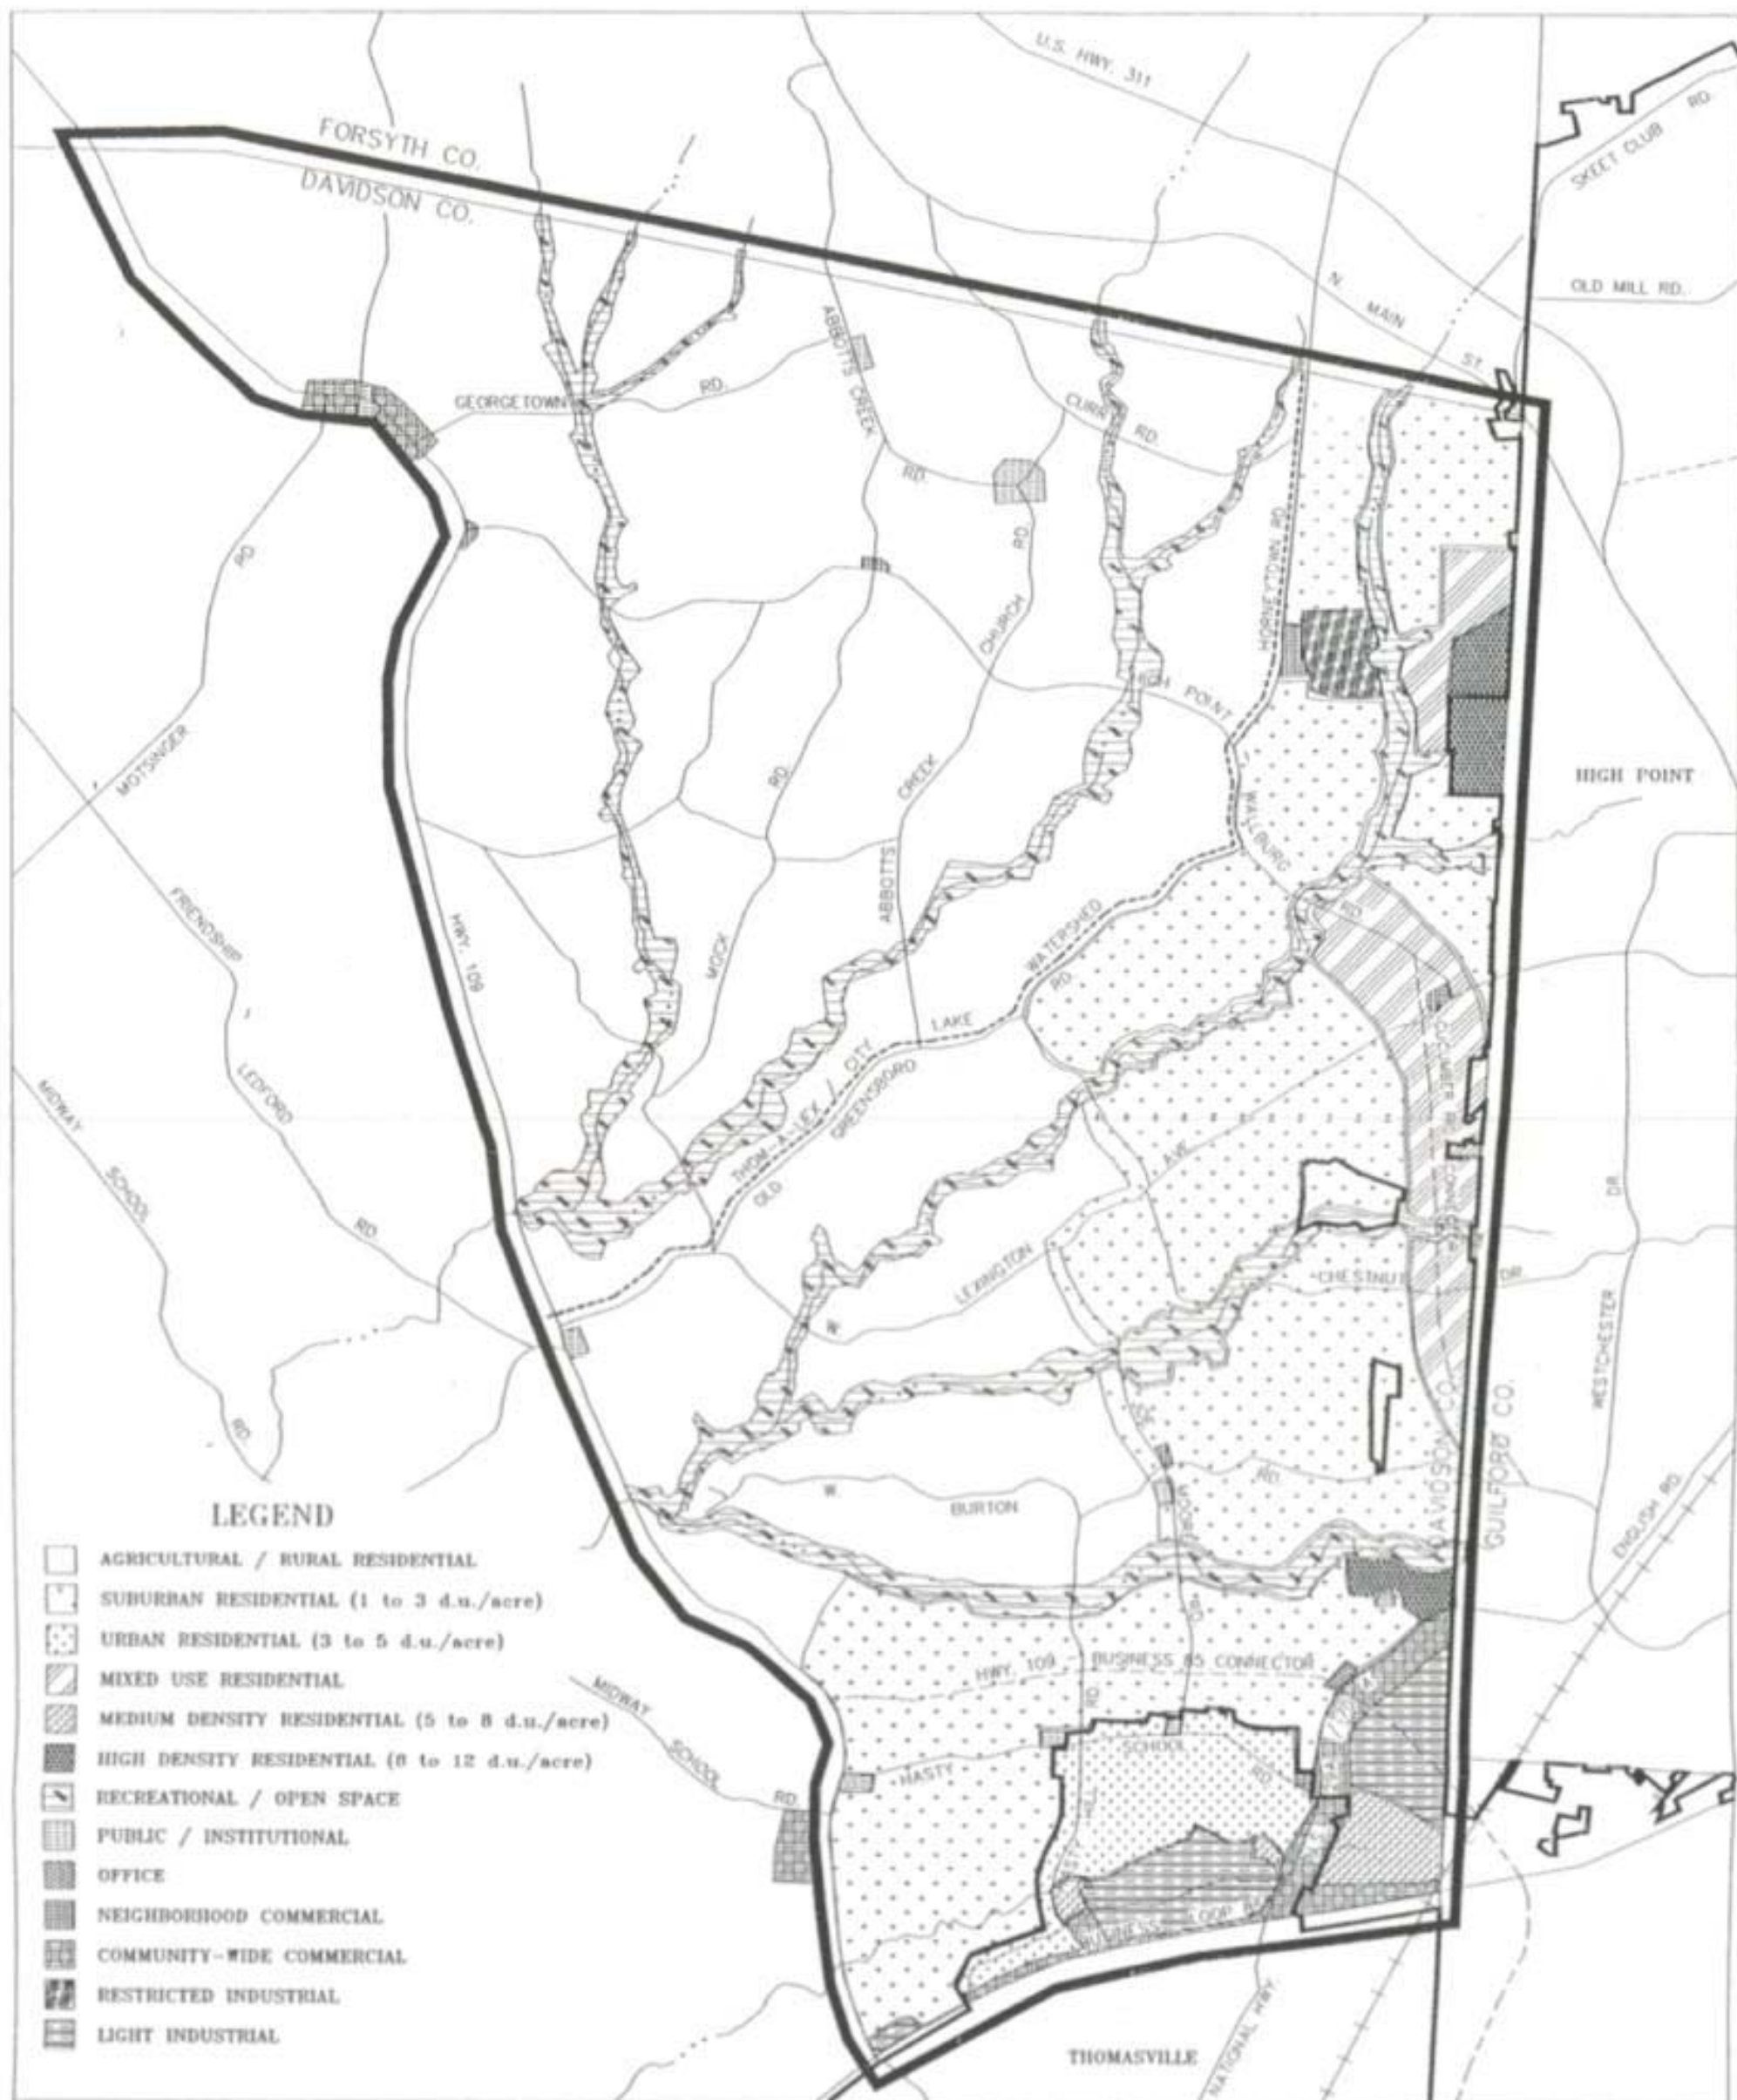 U.S. HWY. 311
SKEET CLUB RD.
FORSYTH CO.
DAVIDSON CO.
N. MAIN ST.
OLD MILL RD.
ABBOTTS CREEK RD.
GEORGETOWN RD.
CURRY RD.
RD.
HORNEYTOWN RD.
CHURCH RD.
HIGH POINT
MOTSINGER
HIGH POINT
RD.
CREEK
WALLBURG
ABBOTTS
FRIENDSHIP
HWY. 109
MOCK
WATERSHED
RD.
RD.
LAKE
CITY
GREENSBORO
THOM-A-LEX /
OLD
LEDFORD
MIDWAY
SCHOOL
RD.
RD.
AVE.
LEXINGTON
W
CHESTNUT DR.
WESTCHESTER
DR.
DAVIDSON CO.
GUILFORD CO.
ENGLISH RD.
W BURTON RD.
MOORE
RD.
LEGEND
AGRICULTURAL / RURAL RESIDENTIAL
SUBURBAN RESIDENTIAL (1 to 3 d.u./acre)
URBAN RESIDENTIAL (3 to 5 d.u./acre)
MIXED USE RESIDENTIAL
MEDIUM DENSITY RESIDENTIAL (5 to 8 d.u./acre)
HIGH DENSITY RESIDENTIAL (8 to 12 d.u./acre)
RECREATIONAL / OPEN SPACE
PUBLIC / INSTITUTIONAL
OFFICE
NEIGHBORHOOD COMMERCIAL
COMMUNITY-WIDE COMMERCIAL
RESTRICTED INDUSTRIAL
LIGHT INDUSTRIAL
HWY. 109 - BUSINESS 85 CONNECTOR
MIDWAY
SCHOOL
RD.
HASTY
SCHOOL
RD.
HILL
RD.
BUSINESS LOOP
NATIONAL HWY.
THOMASVILLE